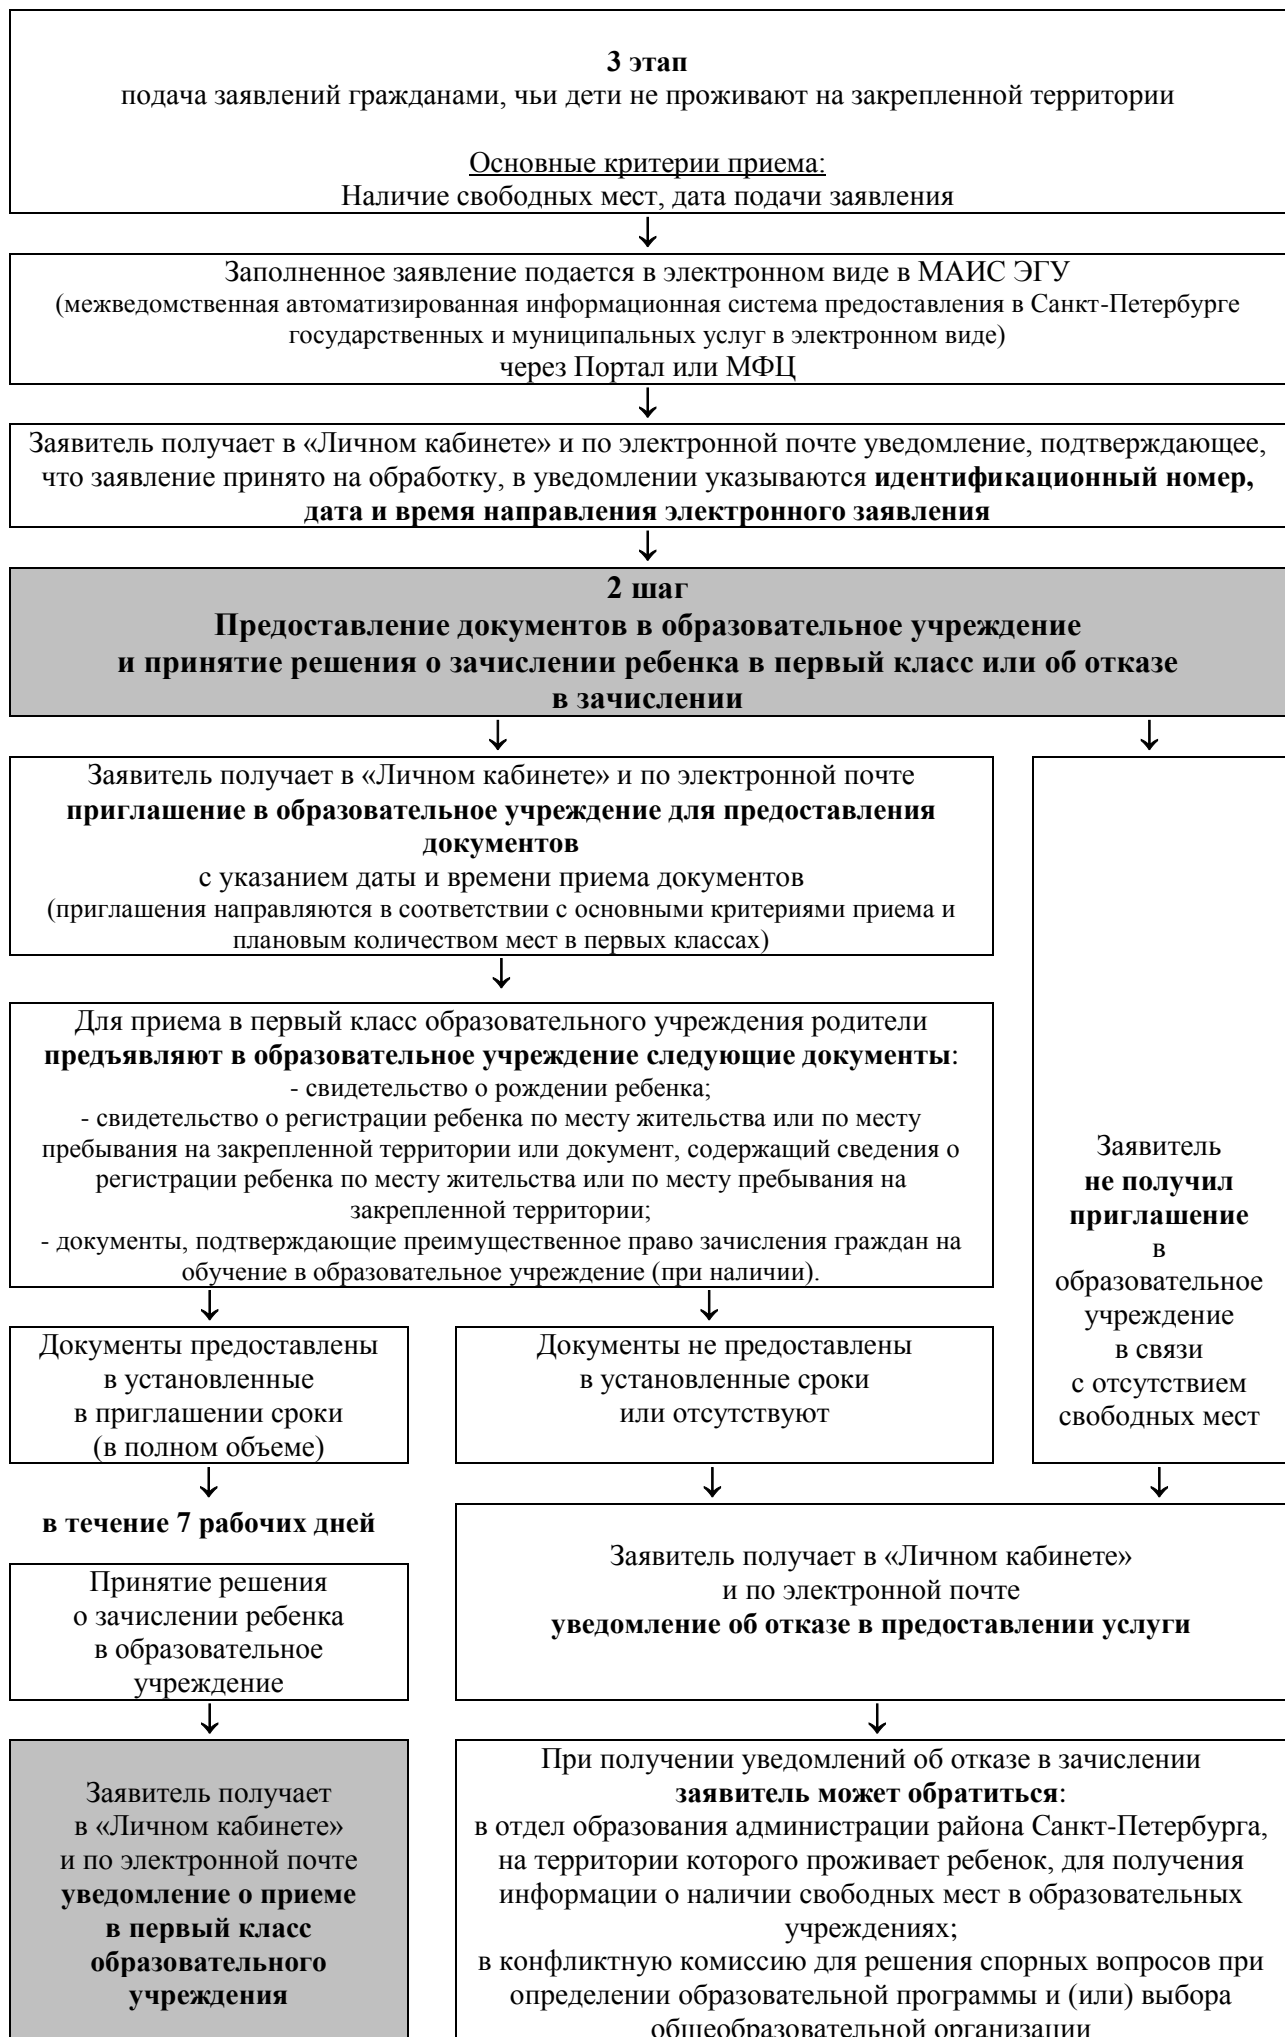 3 этап
подача заявлений гражданами, чьи дети не проживают на закрепленной территории
Основные критерии приема:
Наличие свободных мест, дата подачи заявления
↓
Заполненное заявление подается в электронном виде в МАИС ЭГУ
(межведомственная автоматизированная информационная система предоставления в Санкт-Петербурге
государственных и муниципальных услуг в электронном виде)
через Портал или МФЦ
↓
Заявитель получает в «Личном кабинете» и по электронной почте уведомление, подтверждающее,
что заявление принято на обработку, в уведомлении указываются идентификационный номер,
дата и время направления электронного заявления
↓
2 шаг
Предоставление документов в образовательное учреждение
и принятие решения о зачислении ребенка в первый класс или об отказе
в зачислении
↓ ↓
Заявитель получает в «Личном кабинете» и по электронной почте
приглашение в образовательное учреждение для предоставления
документов
с указанием даты и времени приема документов
(приглашения направляются в соответствии с основными критериями приема и
плановым количеством мест в первых классах)
↓
Для приема в первый класс образовательного учреждения родители
предъявляют в образовательное учреждение следующие документы:
- свидетельство о рождении ребенка;
- свидетельство о регистрации ребенка по месту жительства или по месту
пребывания на закрепленной территории или документ, содержащий сведения о
регистрации ребенка по месту жительства или по месту пребывания на
закрепленной территории;
- документы, подтверждающие преимущественное право зачисления граждан на
обучение в образовательное учреждение (при наличии).
↓ ↓
Документы предоставлены
в установленные
в приглашении сроки
(в полном объеме)
Документы не предоставлены
в установленные сроки
или отсутствуют
Заявитель
не получил
приглашение
в
образовательное
учреждение
в связи
с отсутствием
свободных мест
↓ ↓ ↓
в течение 7 рабочих дней
Принятие решения
о зачислении ребенка
в образовательное
учреждение
Заявитель получает в «Личном кабинете»
и по электронной почте
уведомление об отказе в предоставлении услуги
↓ ↓
Заявитель получает
в «Личном кабинете»
и по электронной почте
уведомление о приеме
в первый класс
образовательного
учреждения
При получении уведомлений об отказе в зачислении
заявитель может обратиться:
в отдел образования администрации района Санкт-Петербурга,
на территории которого проживает ребенок, для получения
информации о наличии свободных мест в образовательных
учреждениях;
в конфликтную комиссию для решения спорных вопросов при
определении образовательной программы и (или) выбора
общеобразовательной организации